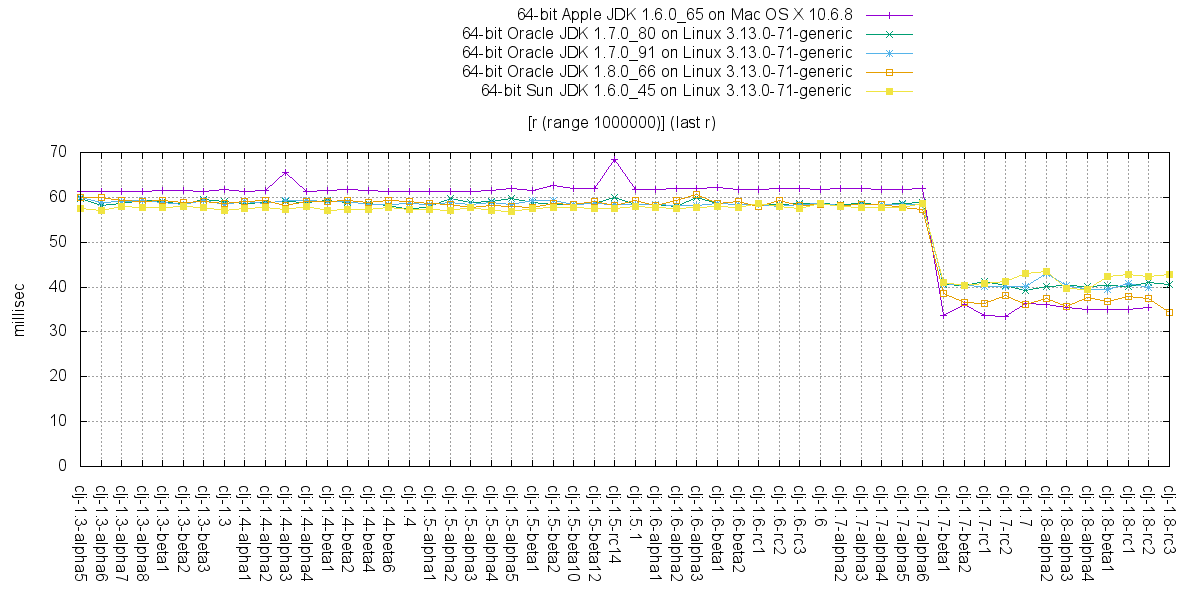 64-bit Apple JDK 1.6.0_65 on Mac OS X 10.6.8
64-bit Oracle JDK 1.7.0_80 on Linux 3.13.0-71-generic
64-bit Oracle JDK 1.7.0_91 on Linux 3.13.0-71-generic
64-bit Oracle JDK 1.8.0_66 on Linux 3.13.0-71-generic
64-bit Sun JDK 1.6.0_45 on Linux 3.13.0-71-generic
[r (range 1000000)] (last r)
70
60
50
40
30
20
10
0
millisec
clj-1.3-alpha5
clj-1.3-alpha6
clj-1.3-alpha7
clj-1.3-alpha8
clj-1.3-beta1
clj-1.3-beta2
clj-1.3-beta3
clj-1.3
clj-1.4-alpha1
clj-1.4-alpha2
clj-1.4-alpha3
clj-1.4-alpha4
clj-1.4-beta1
clj-1.4-beta2
clj-1.4-beta4
clj-1.4-beta6
clj-1.4
clj-1.5-alpha1
clj-1.5-alpha2
clj-1.5-alpha3
clj-1.5-alpha4
clj-1.5-alpha5
clj-1.5-beta1
clj-1.5-beta2
clj-1.5-beta10
clj-1.5-beta12
clj-1.5-rc14
clj-1.5.1
clj-1.6-alpha1
clj-1.6-alpha2
clj-1.6-alpha3
clj-1.6-beta1
clj-1.6-beta2
clj-1.6-rc1
clj-1.6-rc2
clj-1.6-rc3
clj-1.6
clj-1.7-alpha2
clj-1.7-alpha3
clj-1.7-alpha4
clj-1.7-alpha5
clj-1.7-alpha6
clj-1.7-beta1
clj-1.7-beta2
clj-1.7-rc1
clj-1.7-rc2
clj-1.7
clj-1.8-alpha2
clj-1.8-alpha3
clj-1.8-alpha4
clj-1.8-beta1
clj-1.8-rc1
clj-1.8-rc2
clj-1.8-rc3